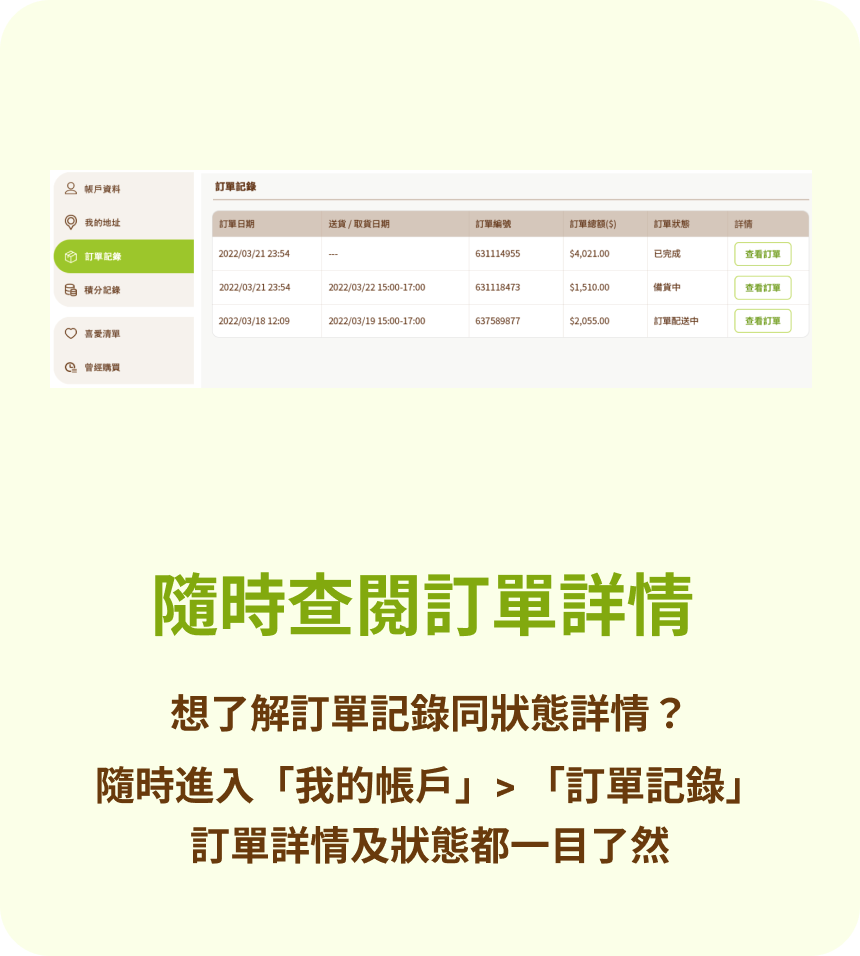 帳戶資料
我的地址
訂單記錄
積分記錄
喜愛清單
曾經購買
訂單記錄
訂單日期 送貨 / 取貨日期 訂單編號 訂單總額($) 訂單狀態 詳情
2022/03/21 23:54 --- 631114955 $4,021.00 已完成 查看訂單
2022/03/21 23:54 2022/03/22 15:00-17:00 631118473 $1,510.00 備貨中 查看訂單
2022/03/18 12:09 2022/03/19 15:00-17:00 637589877 $2,055.00 訂單配送中 查看訂單
隨時查閱訂單詳情
想了解訂單記錄同狀態詳情？
隨時進入「我的帳戶」>「訂單記錄」
訂單詳情及狀態都一目了然